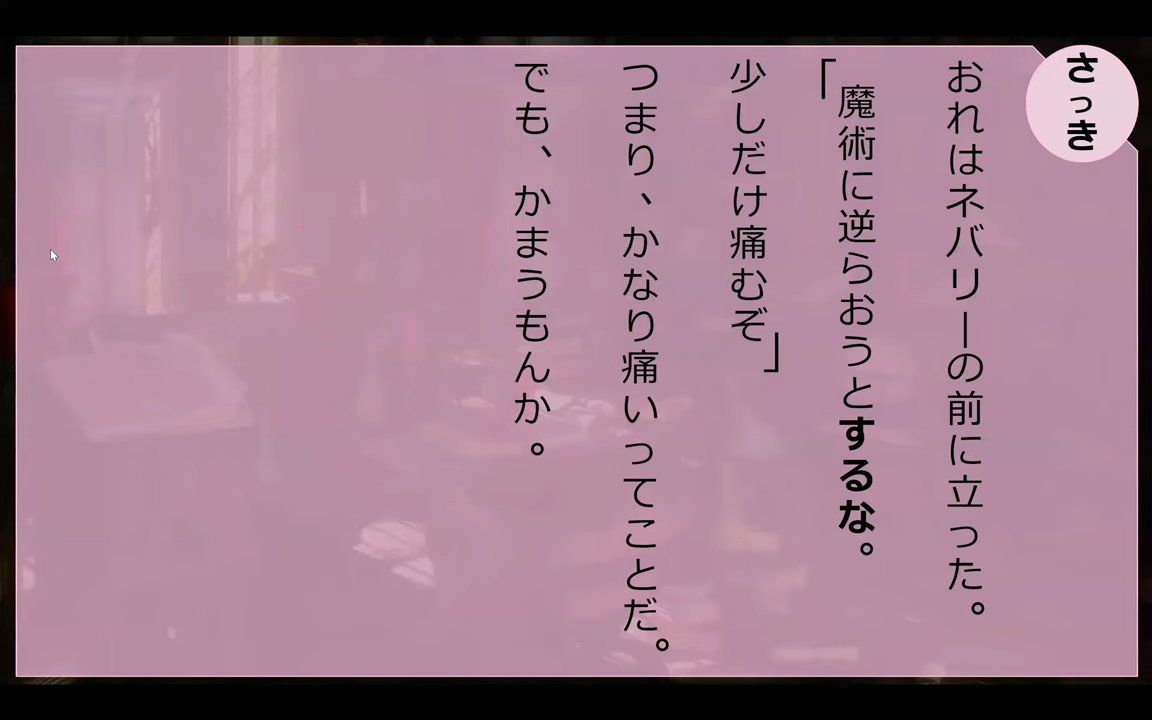 さっき
おれはネバリーの前に立った。
「魔術に逆らおうとするな。
少しだけ痛むぞ」
つまり、かなり痛いってことだ。
でも、かまうもんか。